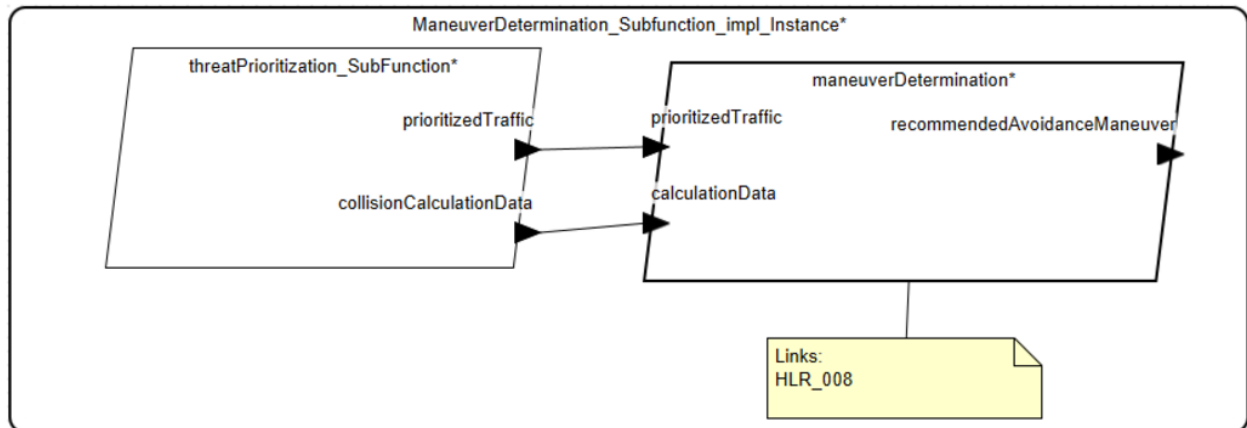 ManeuverDetermination_Subfunction_impl_Instance*
threatPrioritization_SubFunction*
maneuverDetermination*
prioritizedTraffic
prioritizedTraffic
recommendedAvoidanceManeuver
collisionCalculationData
calculationData
Links:
HLR_008